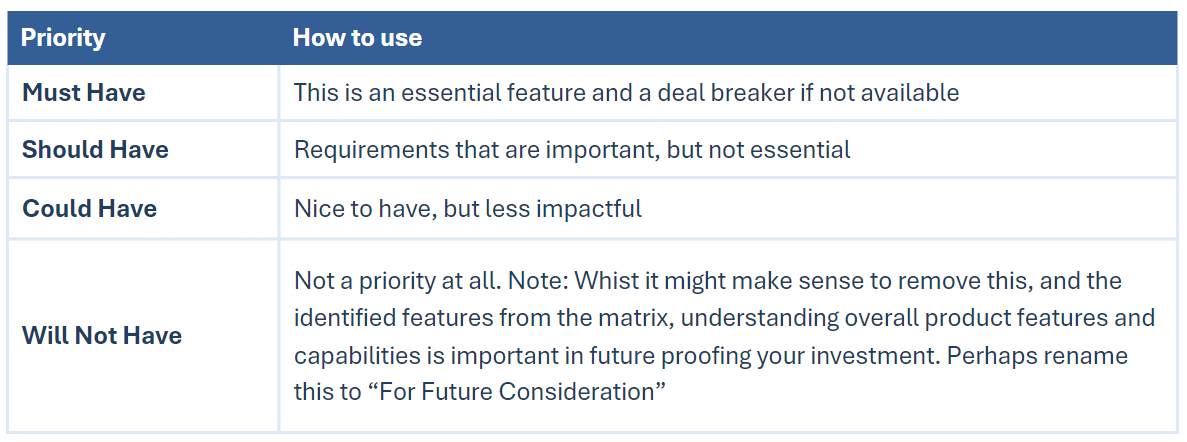 Priority
How to use
Must Have
This is an essential feature and a deal breaker if not available
Should Have
Requirements that are important, but not essential
Could Have
Nice to have, but less impactful
Will Not Have
Not a priority at all. Note: Whist it might make sense to remove this, and the
identified features from the matrix, understanding overall product features and
capabilities is important in future proofing your investment. Perhaps rename
this to “For Future Consideration”